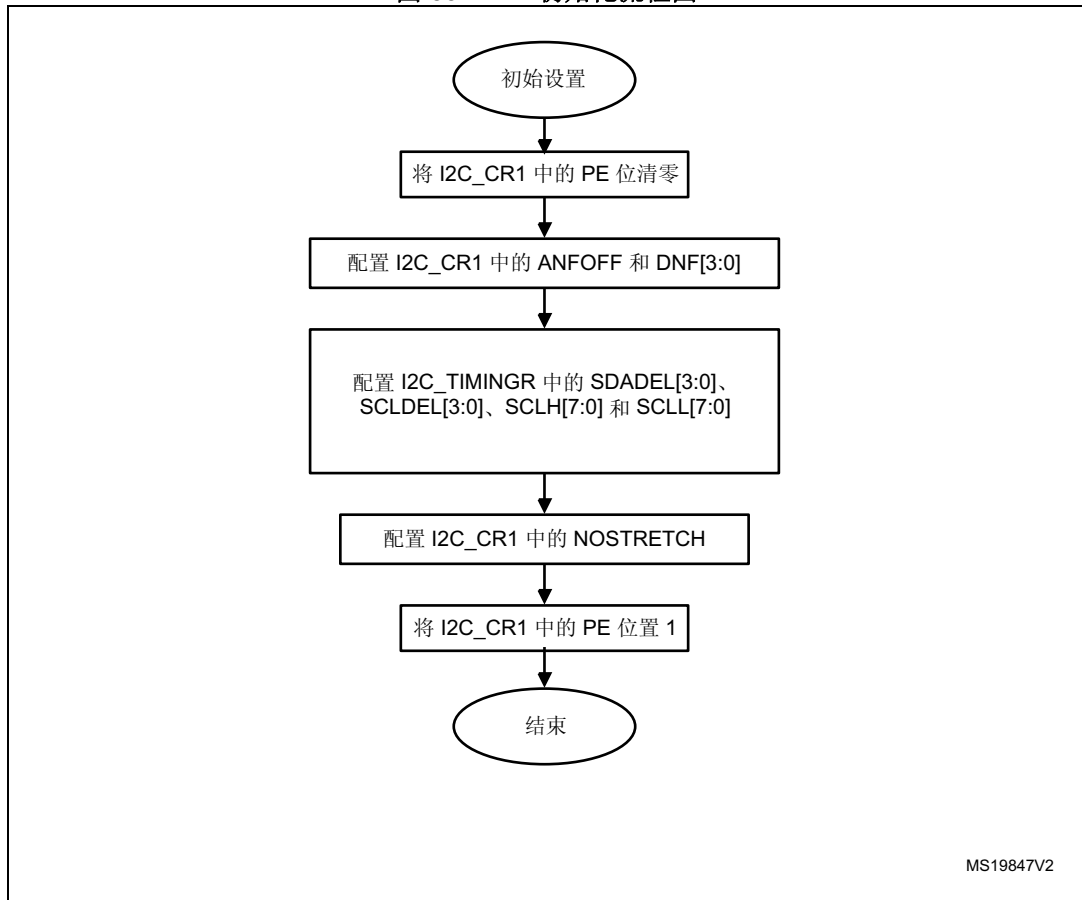 初始设置
将 I2C_CR1 中的 PE 位清零
配置 I2C_CR1 中的 ANFOFF 和 DNF[3:0]
配置 I2C_TIMINGR 中的 SDADEL[3:0]、
SCLDEL[3:0]、SCLH[7:0] 和 SCLL[7:0]
配置 I2C_CR1 中的 NOSTRETCH
将 I2C_CR1 中的 PE 位置 1
结束
MS19847V2